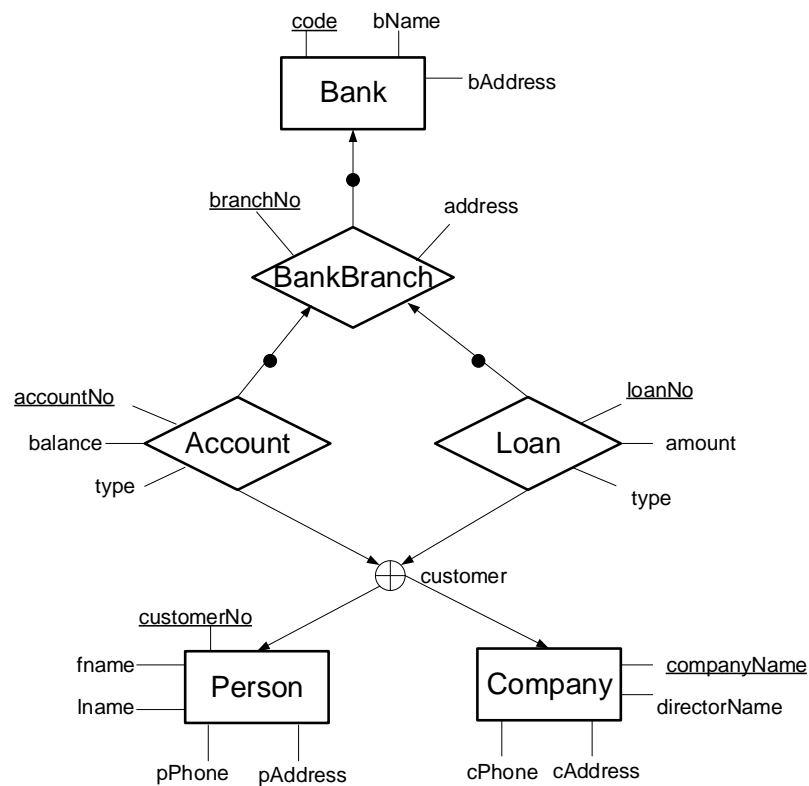 code
bName
Bank
bAddress
branchNo
address
BankBranch
accountNo
balance
type
Account
loanNo
Loan
amount
type
customer
customerNo
fname
lname
Person
pPhone
pAddress
Company
companyName
directorName
cPhone
cAddress